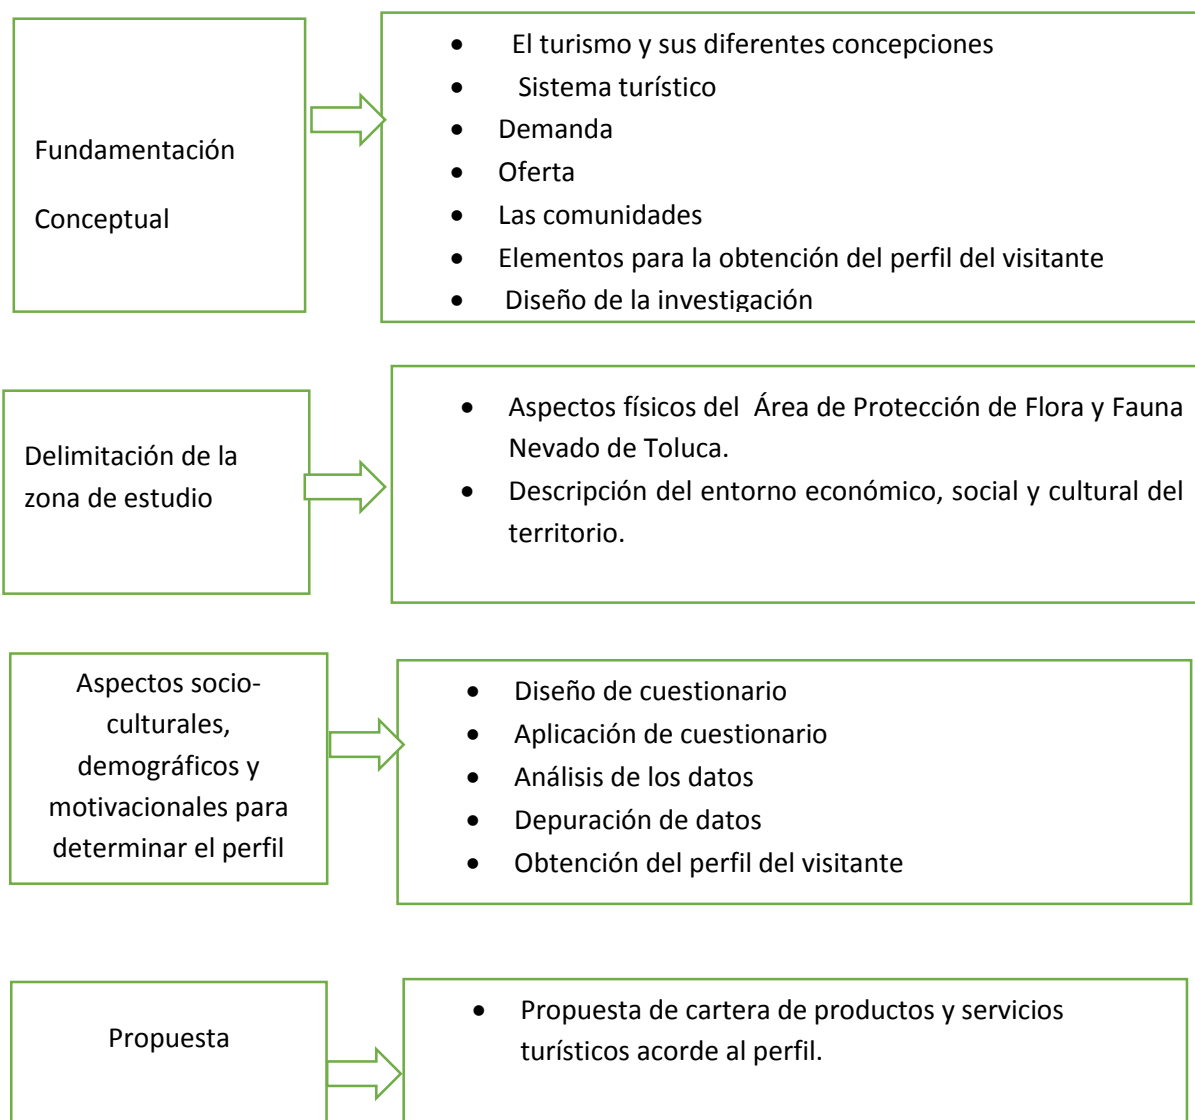 Fundamentación
Conceptual
• El turismo y sus diferentes concepciones
• Sistema turístico
• Demanda
• Oferta
• Las comunidades
• Elementos para la obtención del perfil del visitante
• Diseño de la investigación
Delimitación de la
zona de estudio
• Aspectos físicos del Área de Protección de Flora y Fauna
Nevado de Toluca.
• Descripción del entorno económico, social y cultural del
territorio.
Aspectos socio-
culturales,
demográficos y
motivacionales para
determinar el perfil
• Diseño de cuestionario
• Aplicación de cuestionario
• Análisis de los datos
• Depuración de datos
• Obtención del perfil del visitante
Propuesta
• Propuesta de cartera de productos y servicios
turísticos acorde al perfil.